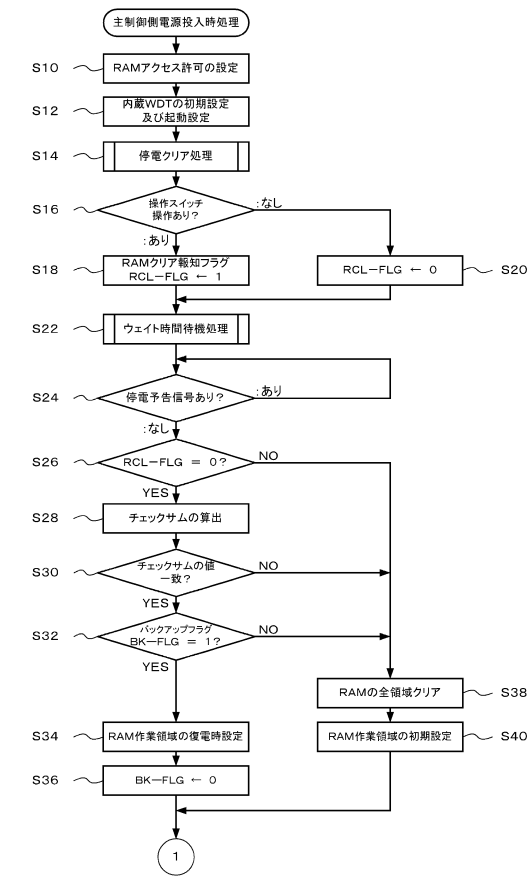 主制御側電源投入時処理
S10
RAMアクセス許可の設定
S12
内蔵WDTの初期設定
及び起動設定
S14
停電クリア処理
S16
操作スイッチ
操作あり？
:なし
:あり
S18
RAMクリア報知フラグ
RCL−FLG ← 1
RCL−FLG ← 0
S20
S22
ウェイト時間待機処理
S24
停電予告信号あり？
:あり
:なし
S26
RCL−FLG = 0？
NO
YES
S28
チェックサムの算出
S30
チェックサムの値
一致？
NO
YES
S32
バックアップフラグ
BK−FLG = 1？
NO
YES
RAMの全領域クリア
S38
S34
RAM作業領域の復電時設定
RAM作業領域の初期設定
S40
S36
BK−FLG ← 0
1